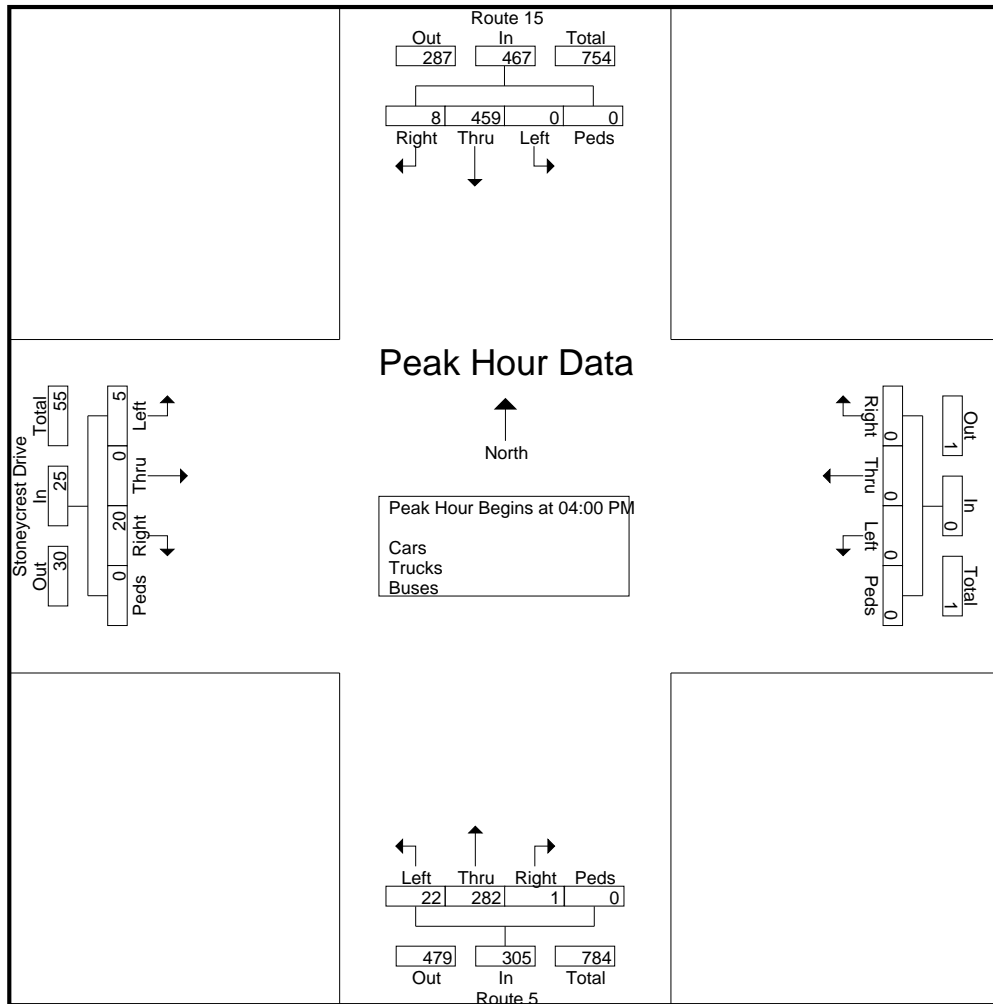 Route 15
Out In Total
287 467 754
8 459 0 0
Right Thru Left Peds
Peak Hour Data
North
Peak Hour Begins at 04:00 PM
Cars
Trucks
Buses
Stoneycrest Drive
Out In Total
30 25 55
5 0 20 0
Left Thru Right Peds
Out In Total
1 0 1
0 0 0 0
Right Thru Left Peds
Left Thru Right Peds
22 282 1 0
479 305 784
Out In Total
Route 5